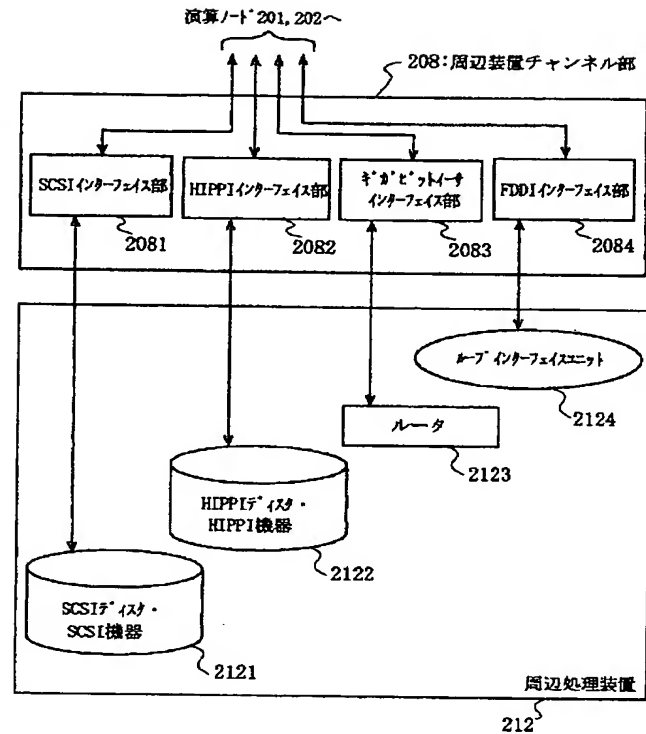 演算ノード201,202へ
208:周辺装置チャンネル部
SCSIインターフェイス部
HIPPIインターフェイス部
ギガビットイーサ
インターフェイス部
FDDIインターフェイス部
2081
2082
2083
2084
ループインターフェイスユニット
2124
ルータ
2123
HIPPIディスク・
HIPPI機器
2122
SCSIディスク・
SCSI機器
2121
周辺処理装置
212